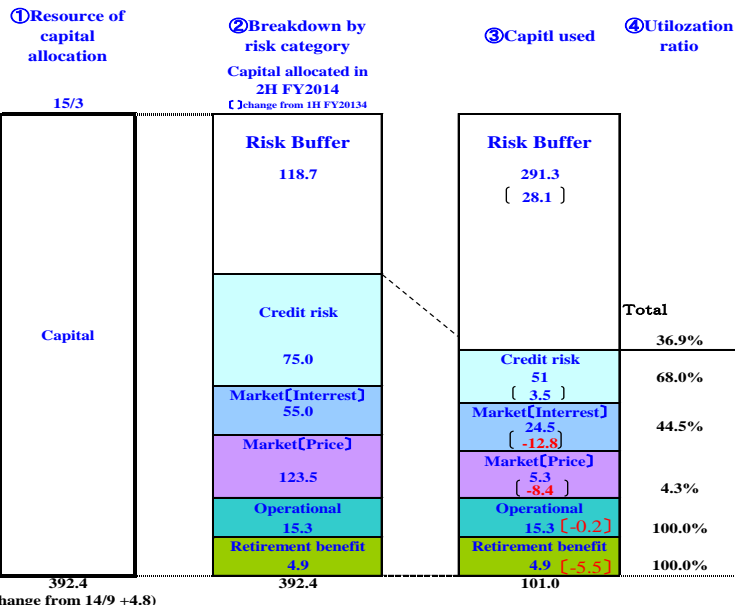 ①Resource of
capital
allocation
15/3
Capital
392.4
hange from 14/9 +4.8)
②Breakdown by
risk category
Capital allocated in
2H FY2014
〔 〕change from 1H FY20134
Risk Buffer
118.7
Credit risk
75.0
Market〔Interrest〕
55.0
Market〔Price〕
123.5
Operational
15.3
Retirement benefit
4.9
392.4
③Capitl used
Risk Buffer
291.3
〔 28.1 〕
Credit risk
51
〔 3.5 〕
Market〔Interrest〕
24.5
〔 -12.8〕
Market〔Price〕
5.3
〔 -8.4 〕
Operational
15.3 〔-0.2〕
Retirement benefit
4.9 〔-5.5〕
101.0
④Utilozation
ratio
Total
36.9%
68.0%
44.5%
4.3%
100.0%
100.0%